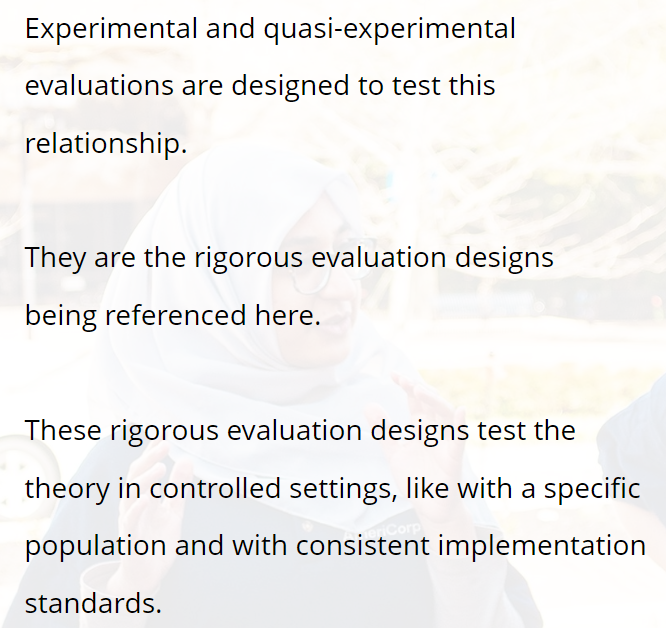 Experimental and quasi-experimental
evaluations are designed to test this
relationship.
They are the rigorous evaluation designs
being referenced here.
These rigorous evaluation designs test the
theory in controlled settings, like with a specific
population and with consistent implementation
standards.